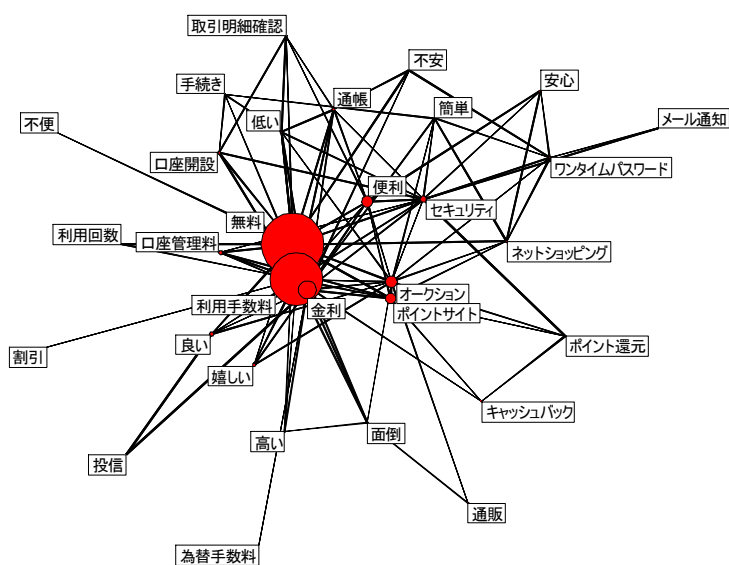 取引明細確認
不安
手続き
安心
通帳
簡単
低い
不便
メール通知
口座開設
ワンタイムパスワード
便利
セキュリティ
無料
利用回数
口座管理料
ネットショッピング
オークション
利用手数料
金利
ポイントサイト
良い
ポイント還元
割引
嬉しい
キャッシュバック
高い
面倒
投信
通販
為替手数料